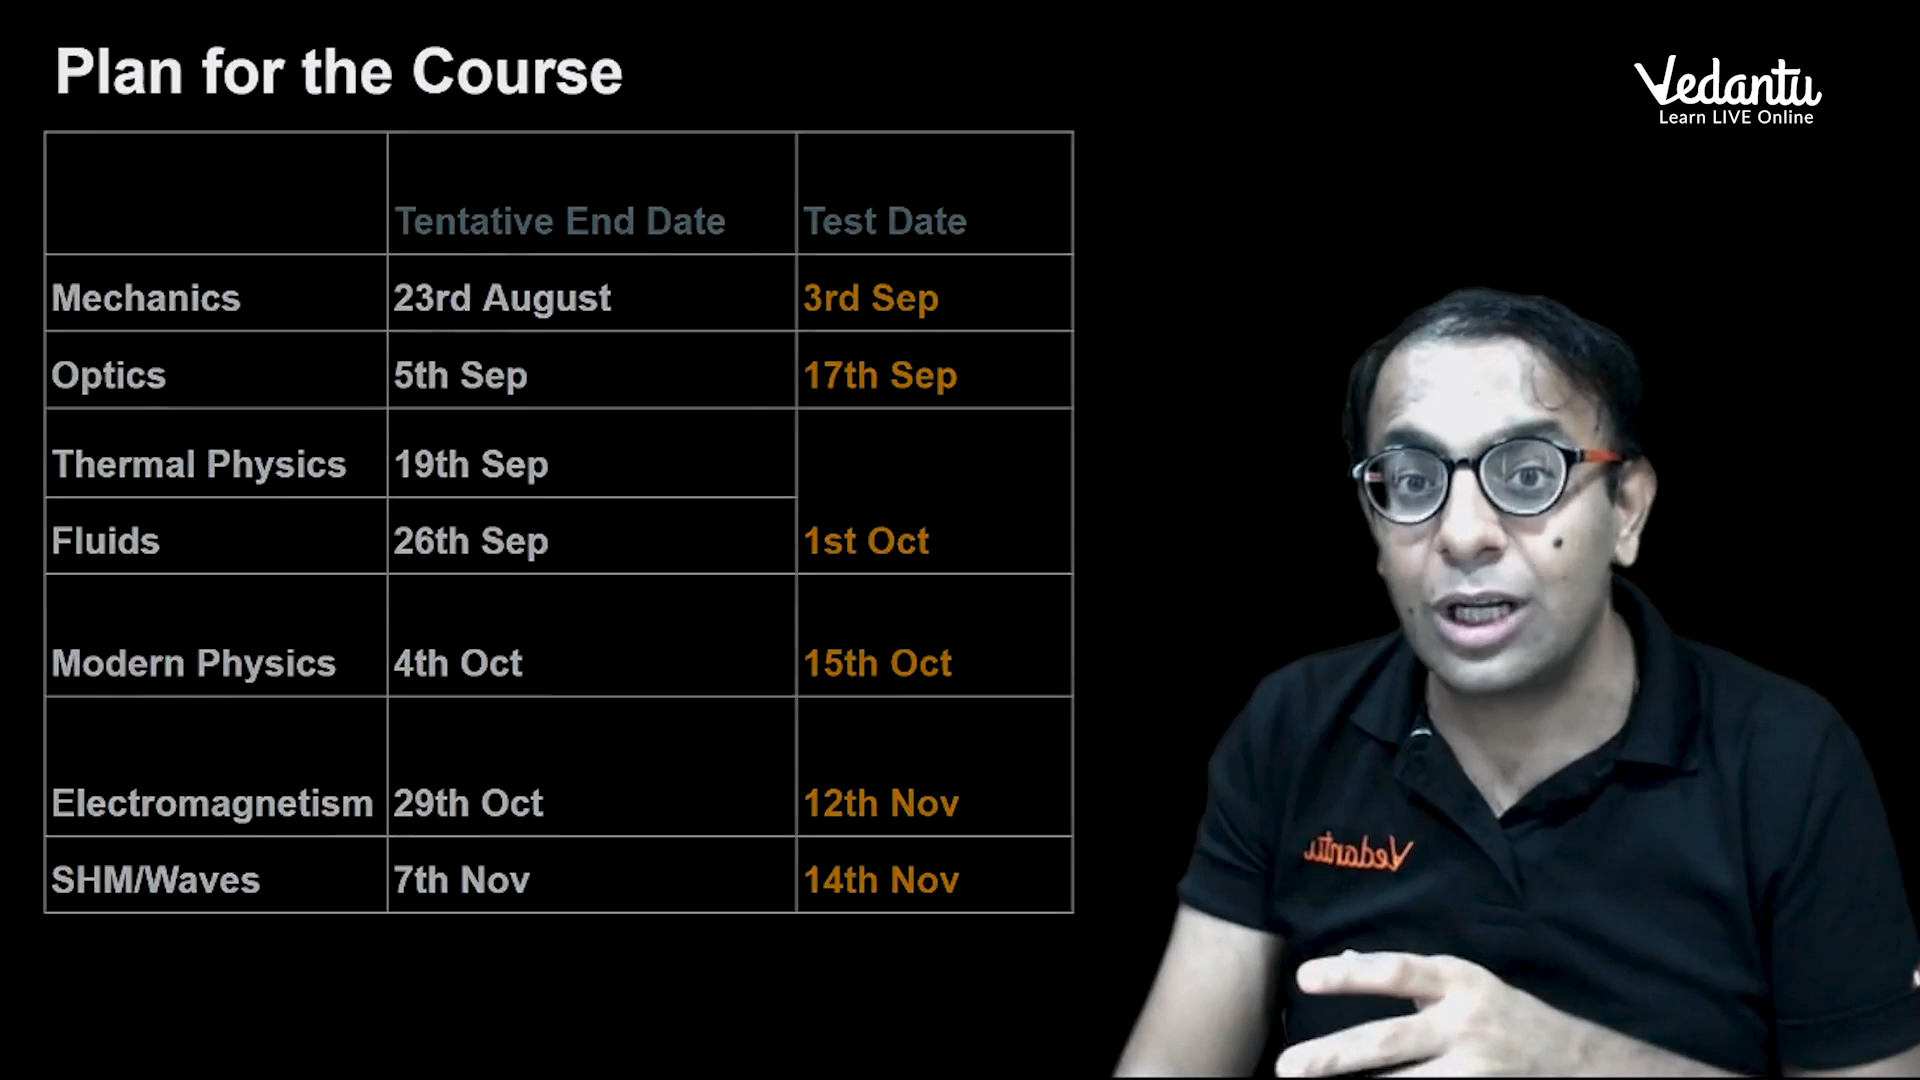 Plan for the Course
Vedantu
Learn LIVE Online
Tentative End Date Test Date
Mechanics 23rd August 3rd Sep
Optics 5th Sep 17th Sep
Thermal Physics 19th Sep
Fluids 26th Sep 1st Oct
Modern Physics 4th Oct 15th Oct
Electromagnetism 29th Oct 12th Nov
SHM/Waves 7th Nov 14th Nov
Vedantu